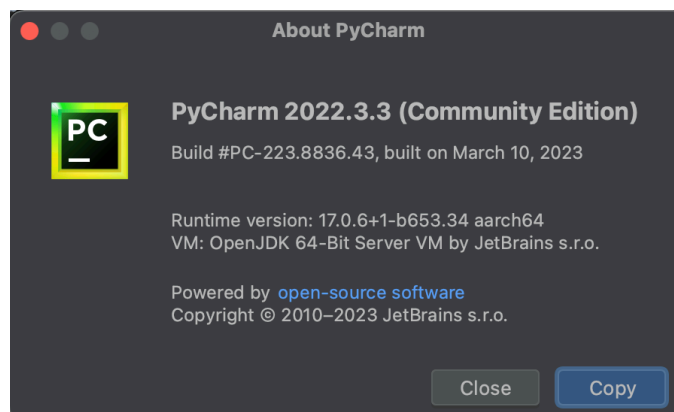 About PyCharm
PC
PyCharm 2022.3.3 (Community Edition)
Build #PC-223.8836.43, built on March 10, 2023
Runtime version: 17.0.6+1-b653.34 aarch64
VM: OpenJDK 64-Bit Server VM by JetBrains s.r.o.
Powered by open-source software
Copyright © 2010–2023 JetBrains s.r.o.
Close
Copy